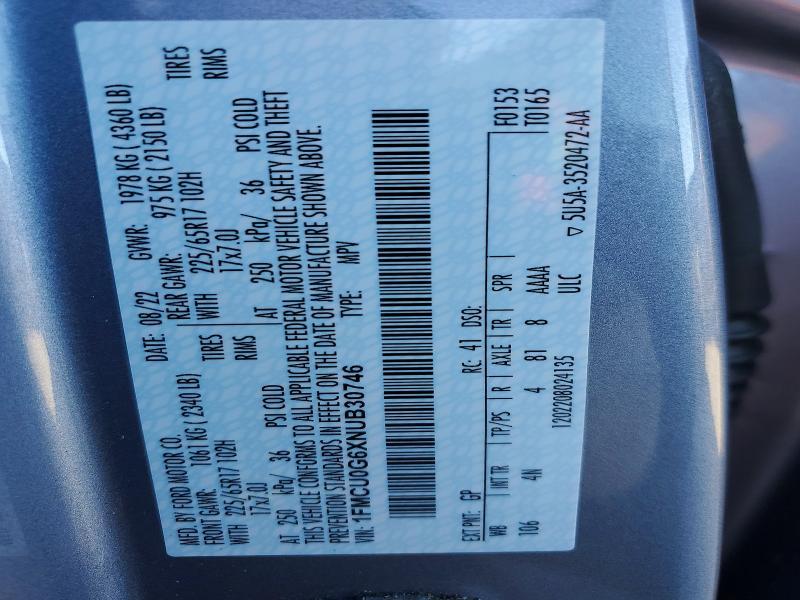 MFD. BY FORD MOTOR CO.
DATE: 08/22 GVWR: 1978 KG ( 4360 LB)
FRONT GAWR: 1061 KG ( 2340 LB) REAR GAWR: 975 KG ( 2150 LB)
WITH 225/65R17 102H TIRES WITH 225/65R17 102H TIRES
17x7.0J RIMS 17x7.0J RIMS
AT 250 kPa/ 36 PSI COLD AT 250 kPa/ 36 PSI COLD
THIS VEHICLE CONFORMS TO ALL APPLICABLE FEDERAL MOTOR VEHICLE SAFETY AND THEFT
PREVENTION STANDARDS IN EFFECT ON THE DATE OF MANUFACTURE SHOWN ABOVE.
VIN: 1FMCU0G6XNUB30746 TYPE: MPV
EXT PNT: GP RC: 41 DSO: F0153
WB INT TR TP/PS R AXLE TR SPR T0165
106 4N 4 81 8 AAAA
ULC ▽ 5U5A-3520472-AA
1202208024135